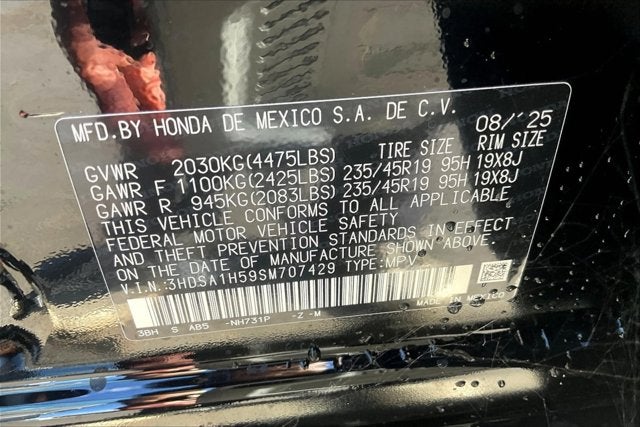 MFD. BY HONDA DE MEXICO S.A. DE C.V. 08/'25
GVWR 2030KG(4475LBS) TIRE SIZE RIM SIZE
GAWR F 1100KG(2425LBS) 235/45R19 95H 19X8J
GAWR R 945KG(2083LBS) 235/45R19 95H 19X8J
THIS VEHICLE CONFORMS TO ALL APPLICABLE
FEDERAL MOTOR VEHICLE SAFETY
AND THEFT PREVENTION STANDARDS IN EFFECT
ON THE DATE OF MANUFACTURE SHOWN ABOVE.
V.I.N.:3HDSA1H59SM707429 TYPE:MPV
MADE IN MEXICO
3BH S AB5 -NH731P -Z -M